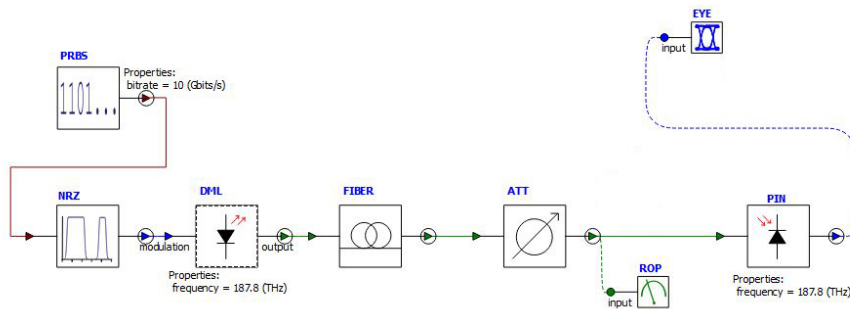 EYE
input
PRBS
Properties:
bitrate = 10 (Gbits/s)
1101...
NRZ
DML
FIBER
ATT
PIN
modulation
output
Properties:
frequency = 187.8 (THz)
ROP
input
Properties:
frequency = 187.8 (THz)